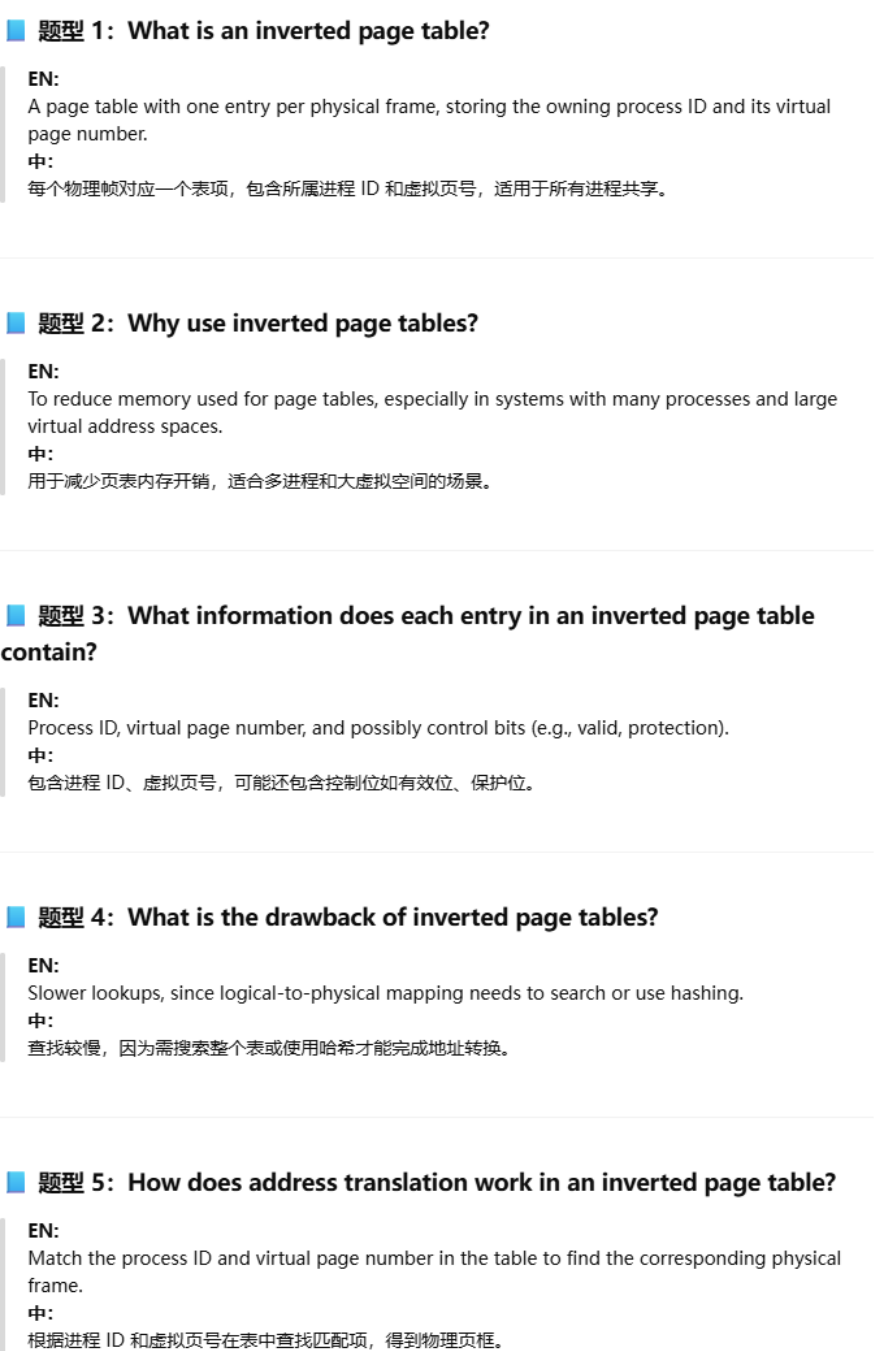 题型 1：What is an inverted page table?
EN:
A page table with one entry per physical frame, storing the owning process ID and its virtual
page number.
中：
每个物理帧对应一个表项，包含所属进程 ID 和虚拟页号，适用于所有进程共享。
题型 2：Why use inverted page tables?
EN:
To reduce memory used for page tables, especially in systems with many processes and large
virtual address spaces.
中：
用于减少页表内存开销，适合多进程和大虚拟空间的场景。
题型 3：What information does each entry in an inverted page table
contain?
EN:
Process ID, virtual page number, and possibly control bits (e.g., valid, protection).
中：
包含进程 ID、虚拟页号，可能还包含控制位如有效位、保护位。
题型 4：What is the drawback of inverted page tables?
EN:
Slower lookups, since logical-to-physical mapping needs to search or use hashing.
中：
查找较慢，因为需搜索整个表或使用哈希才能完成地址转换。
题型 5：How does address translation work in an inverted page table?
EN:
Match the process ID and virtual page number in the table to find the corresponding physical
frame.
中：
根据进程 ID 和虚拟页号在表中查找匹配项，得到物理页框。